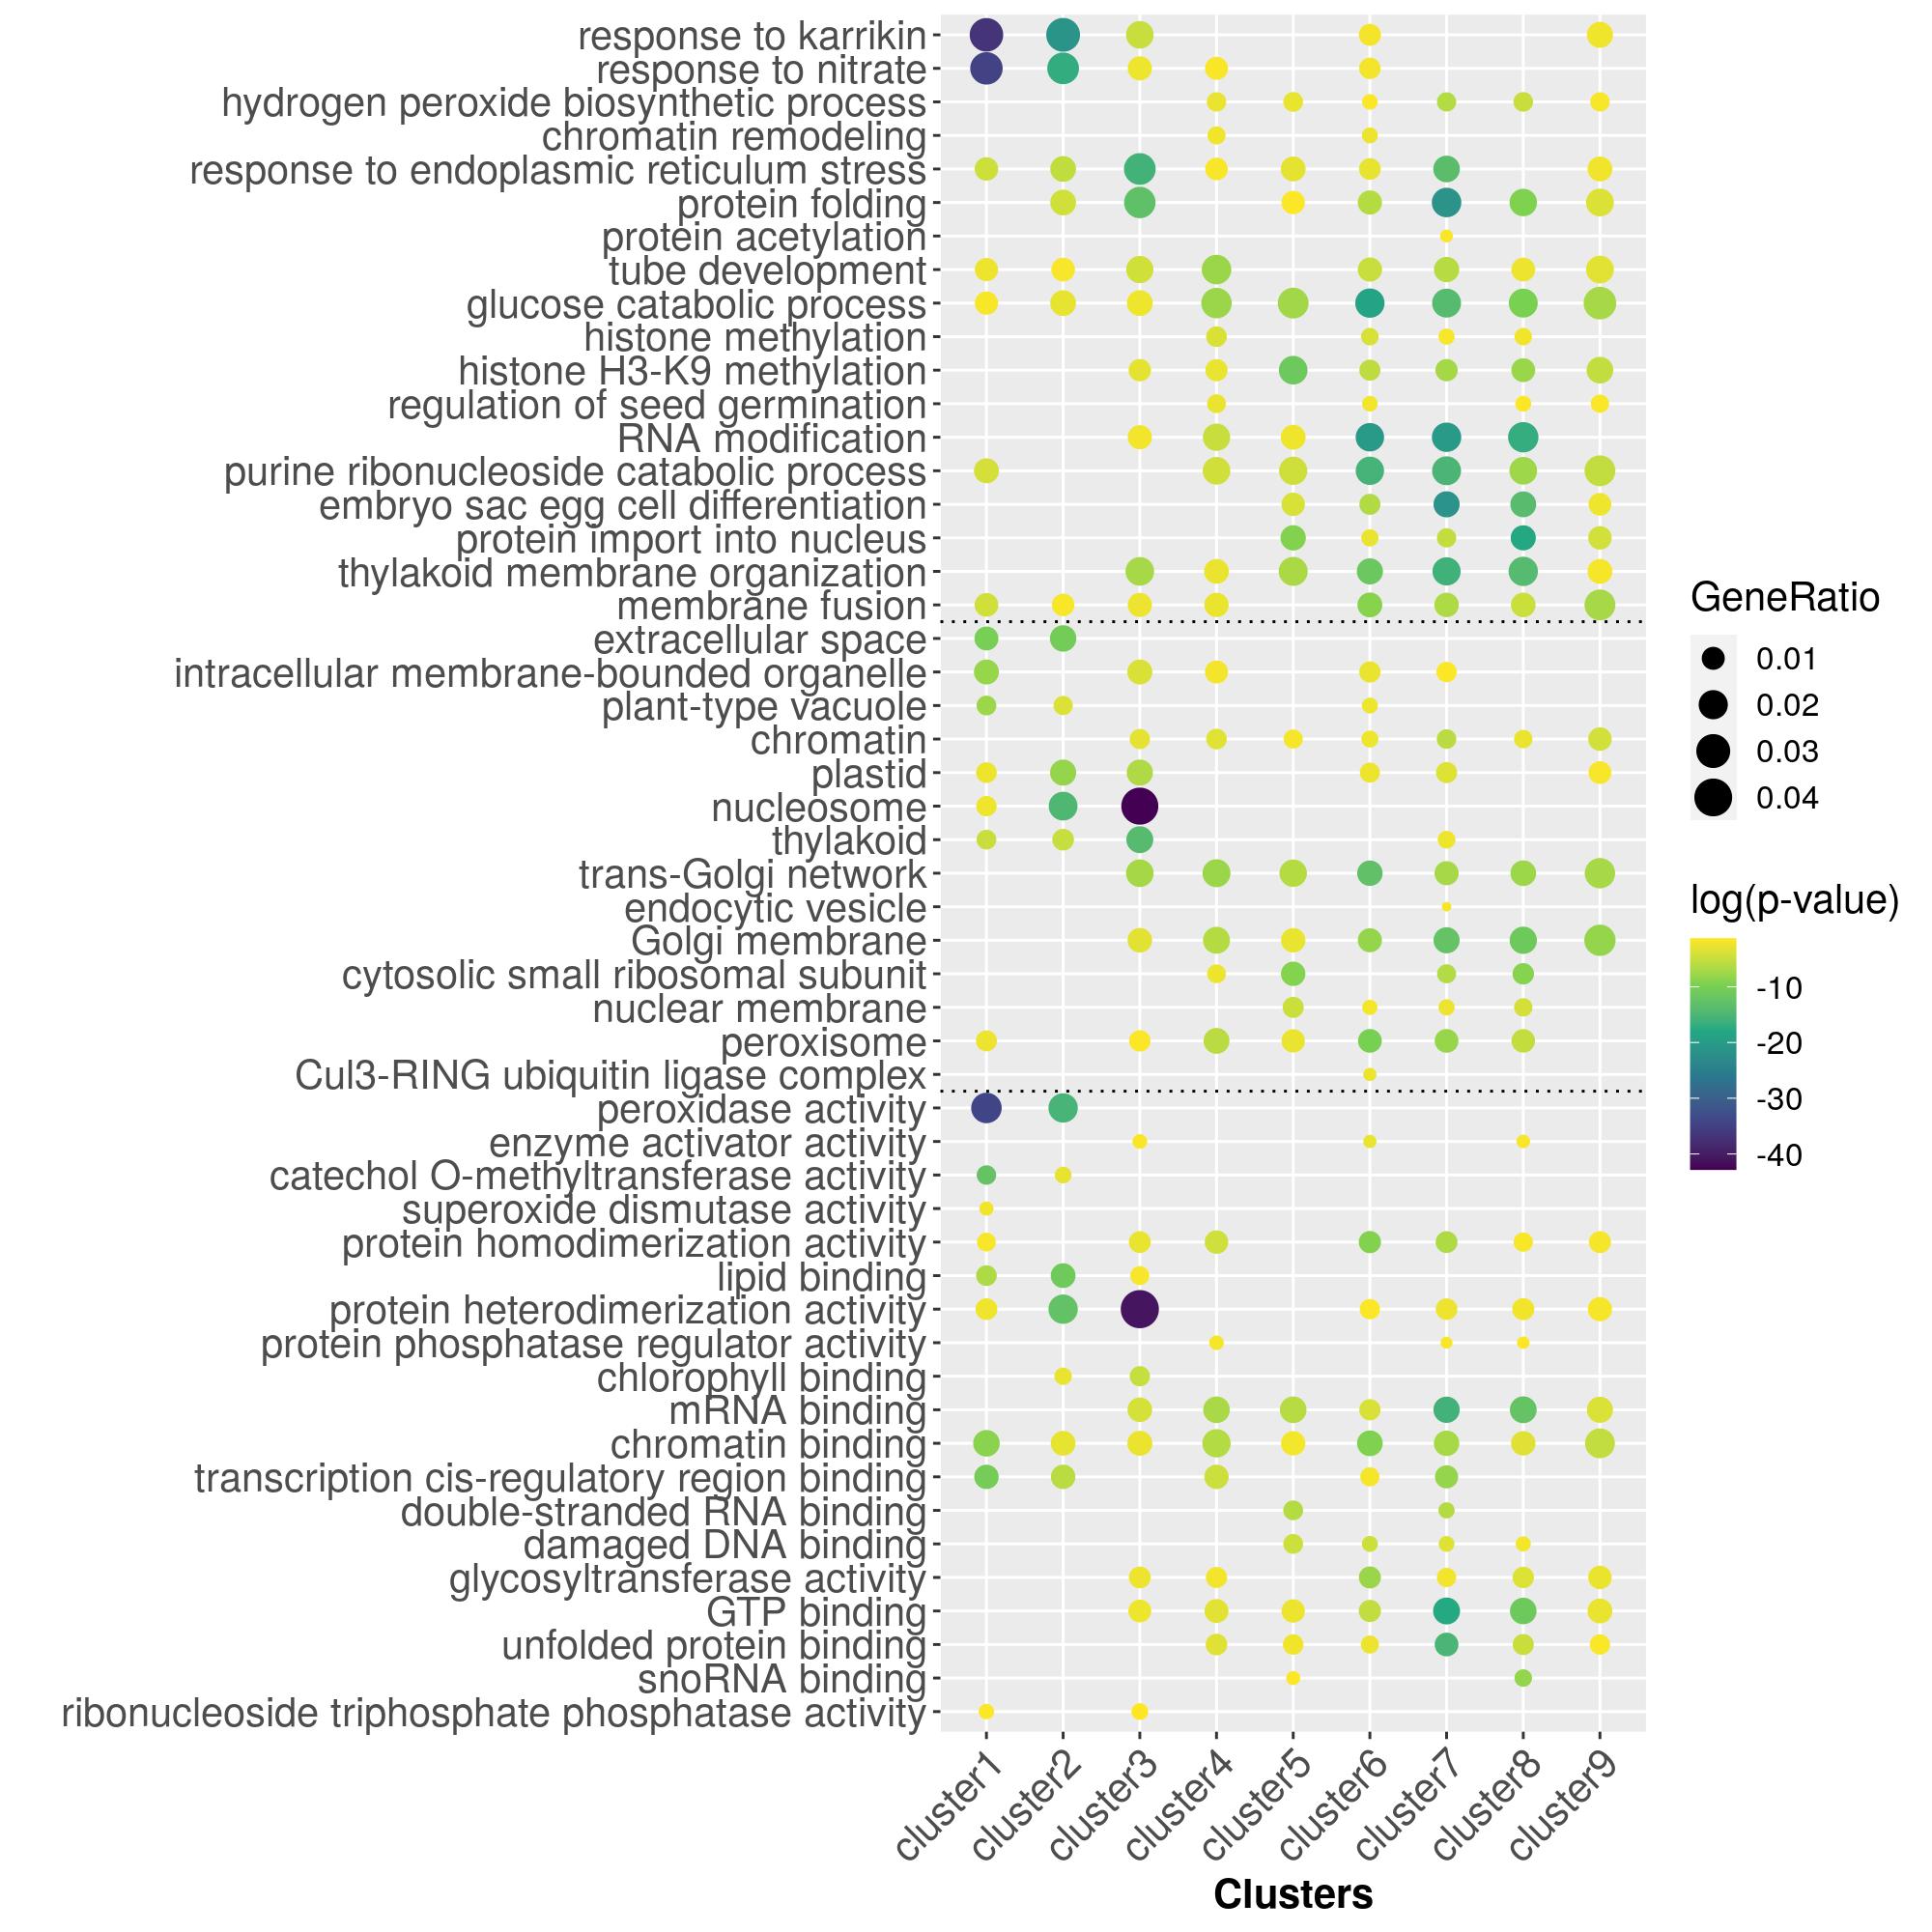 response to karrikin
response to nitrate
hydrogen peroxide biosynthetic process
chromatin remodeling
response to endoplasmic reticulum stress
protein folding
protein acetylation
tube development
glucose catabolic process
histone methylation
histone H3-K9 methylation
regulation of seed germination
RNA modification
purine ribonucleoside catabolic process
embryo sac egg cell differentiation
protein import into nucleus
thylakoid membrane organization
membrane fusion
extracellular space
intracellular membrane-bounded organelle
plant-type vacuole
chromatin
plastid
nucleosome
thylakoid
trans-Golgi network
endocytic vesicle
Golgi membrane
cytosolic small ribosomal subunit
nuclear membrane
peroxisome
Cul3-RING ubiquitin ligase complex
peroxidase activity
enzyme activator activity
catechol O-methyltransferase activity
superoxide dismutase activity
protein homodimerization activity
lipid binding
protein heterodimerization activity
protein phosphatase regulator activity
chlorophyll binding
mRNA binding
chromatin binding
transcription cis-regulatory region binding
double-stranded RNA binding
damaged DNA binding
glycosyltransferase activity
GTP binding
unfolded protein binding
snoRNA binding
ribonucleoside triphosphate phosphatase activity
cluster1
cluster2
cluster3
cluster4
cluster5
cluster6
cluster7
cluster8
cluster9
Clusters
GeneRatio
0.01
0.02
0.03
0.04
log(p-value)
-10
-20
-30
-40